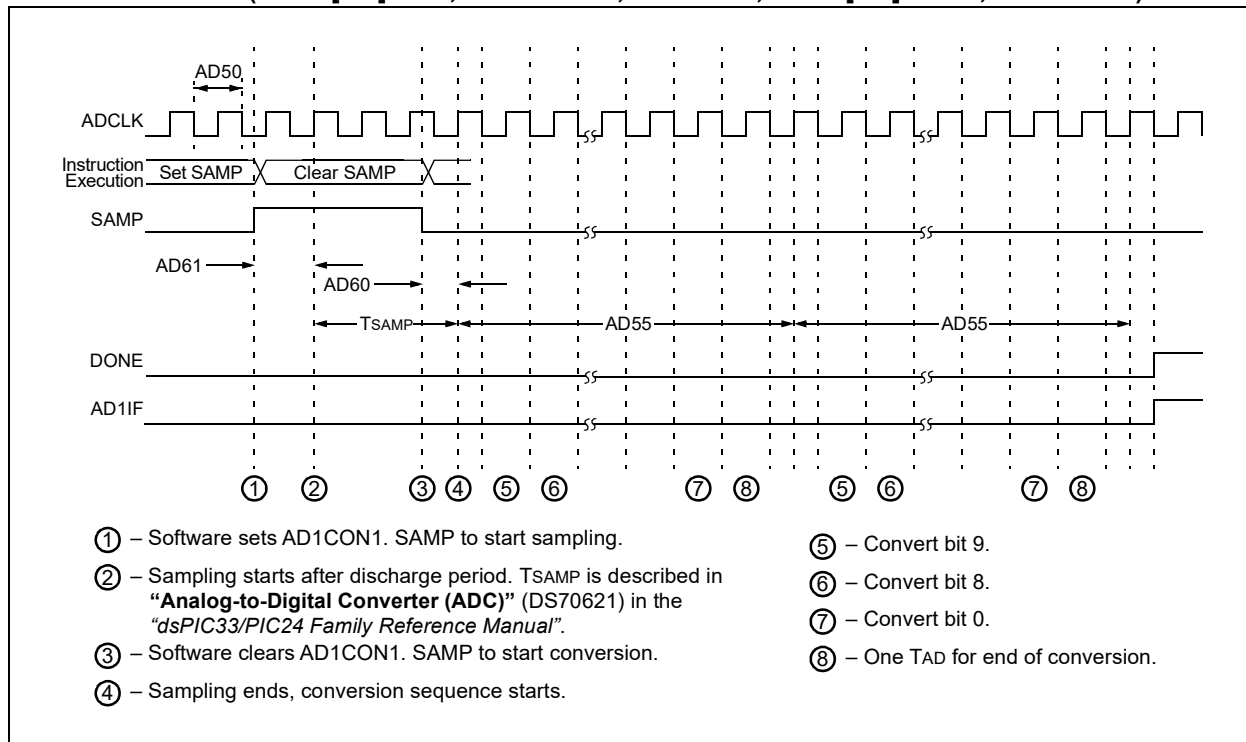 AD50
ADCLK
Instruction
Execution
Set SAMP
Clear SAMP
SAMP
AD61
AD60
TSAMP
AD55
AD55
DONE
AD1IF
1 2 3 4 5 6 7 8 5 6 7 8
1 – Software sets AD1CON1. SAMP to start sampling.
2 – Sampling starts after discharge period. TSAMP is described in
“Analog-to-Digital Converter (ADC)” (DS70621) in the
“dsPIC33/PIC24 Family Reference Manual”.
3 – Software clears AD1CON1. SAMP to start conversion.
4 – Sampling ends, conversion sequence starts.
5 – Convert bit 9.
6 – Convert bit 8.
7 – Convert bit 0.
8 – One TAD for end of conversion.